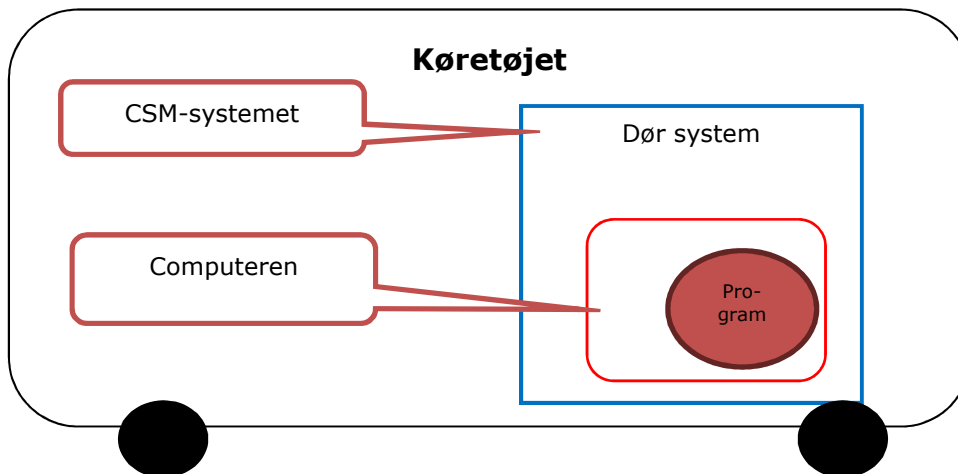 Køretøjet
CSM-systemet
Dør system
Computeren
Pro-
gram